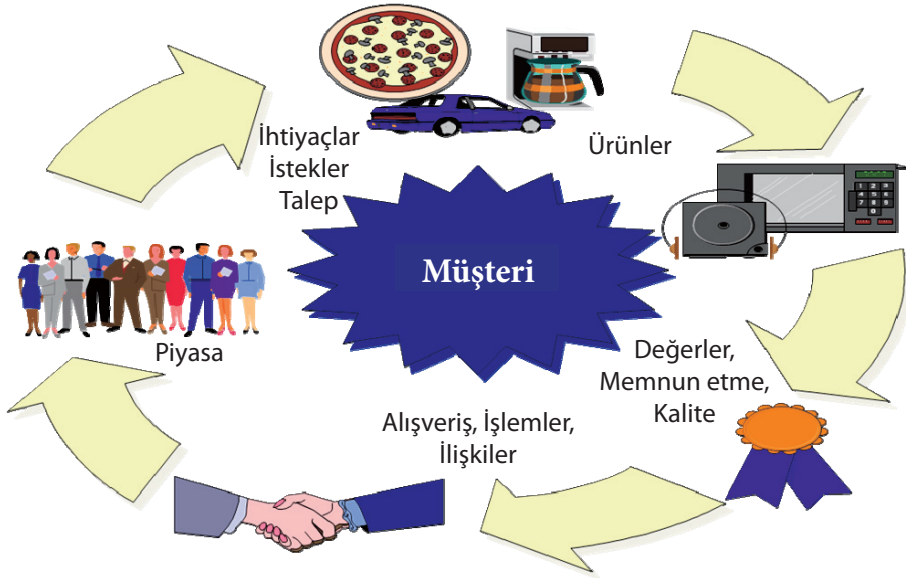 İhtiyaçlar
İstekler
Talep
Ürünler
Müşteri
Değerler,
Memnun etme,
Kalite
Alışveriş, İşlemler,
İlişkiler
Piyasa